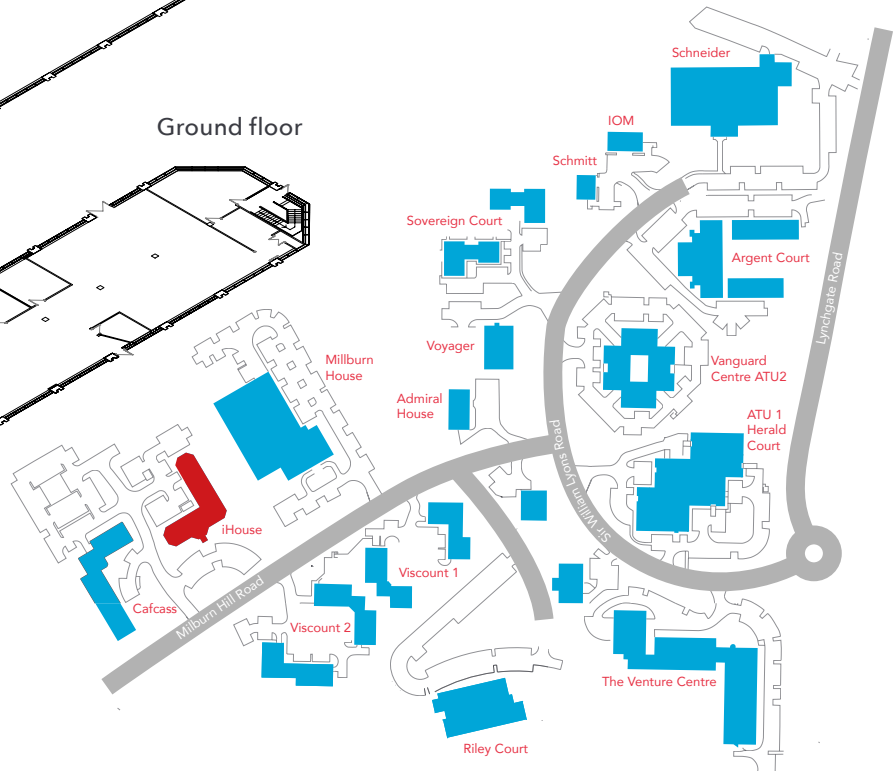 Schneider
Ground floor
IOM
Schmitt
Sovereign Court
Argent Court
Lynchgate Road
Voyager
Millburn
House
Vanguard
Centre ATU2
Admiral
House
ATU 1
Herald
Court
Sir William Lyons Road
iHouse
Viscount 1
Cafcass
Milburn Hill Road
Viscount 2
The Venture Centre
Riley Court